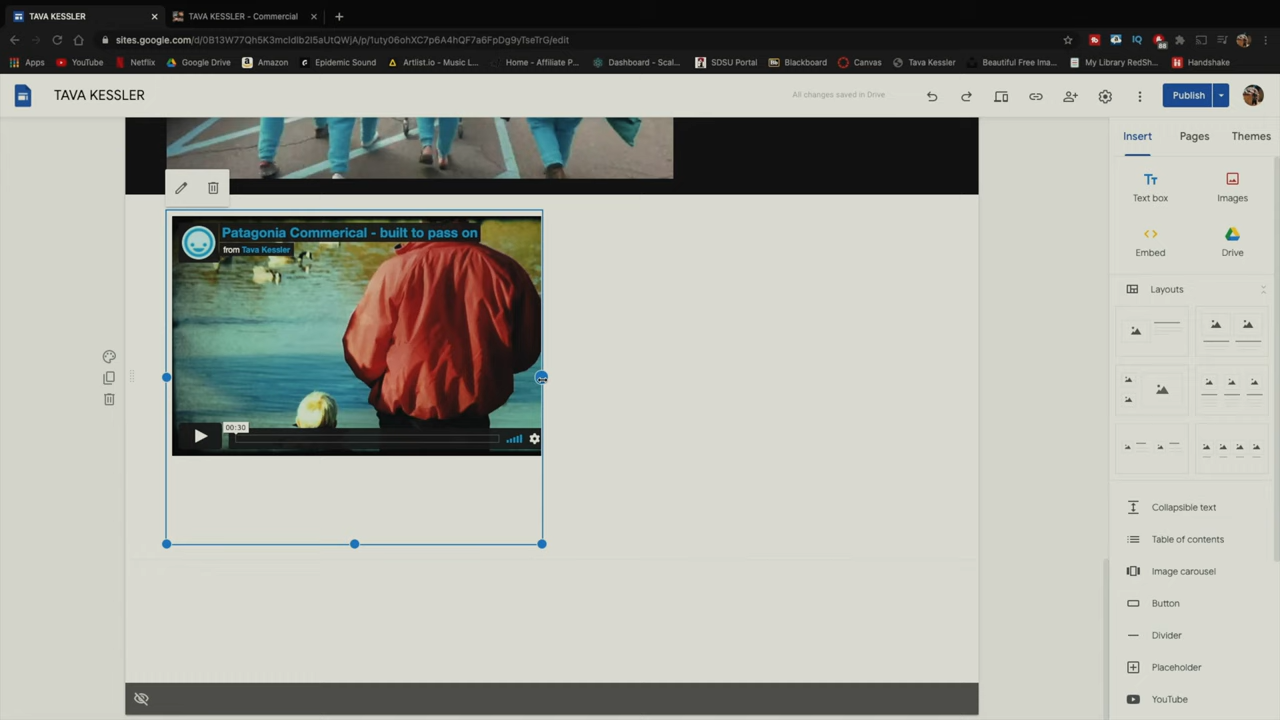 TAVA KESSLER
TAVA KESSLER - Commercial
sites.google.com/d/0B13W77Qh5K3mcIdlb2I5aUtQWjA/p/1uty06ohXC7p6A4hQF7a6FpDg9yTseTrG/edit
88
Apps
YouTube
Netflix
Google Drive
Amazon
Epidemic Sound
Artlist.io - Music L...
Home - Affiliate P...
Dashboard - Scal...
SDSU Portal
Blackboard
Canvas
Tava Kessler
Beautiful Free Ima...
My Library RedSh...
Handshake
TAVA KESSLER
All changes saved in Drive
Publish
Insert
Pages
Themes
Text box
Images
Embed
Drive
Layouts
Collapsible text
Table of contents
Image carousel
Button
Divider
Placeholder
YouTube
Patagonia Commerical - built to pass on
from Tava Kessler
00:30